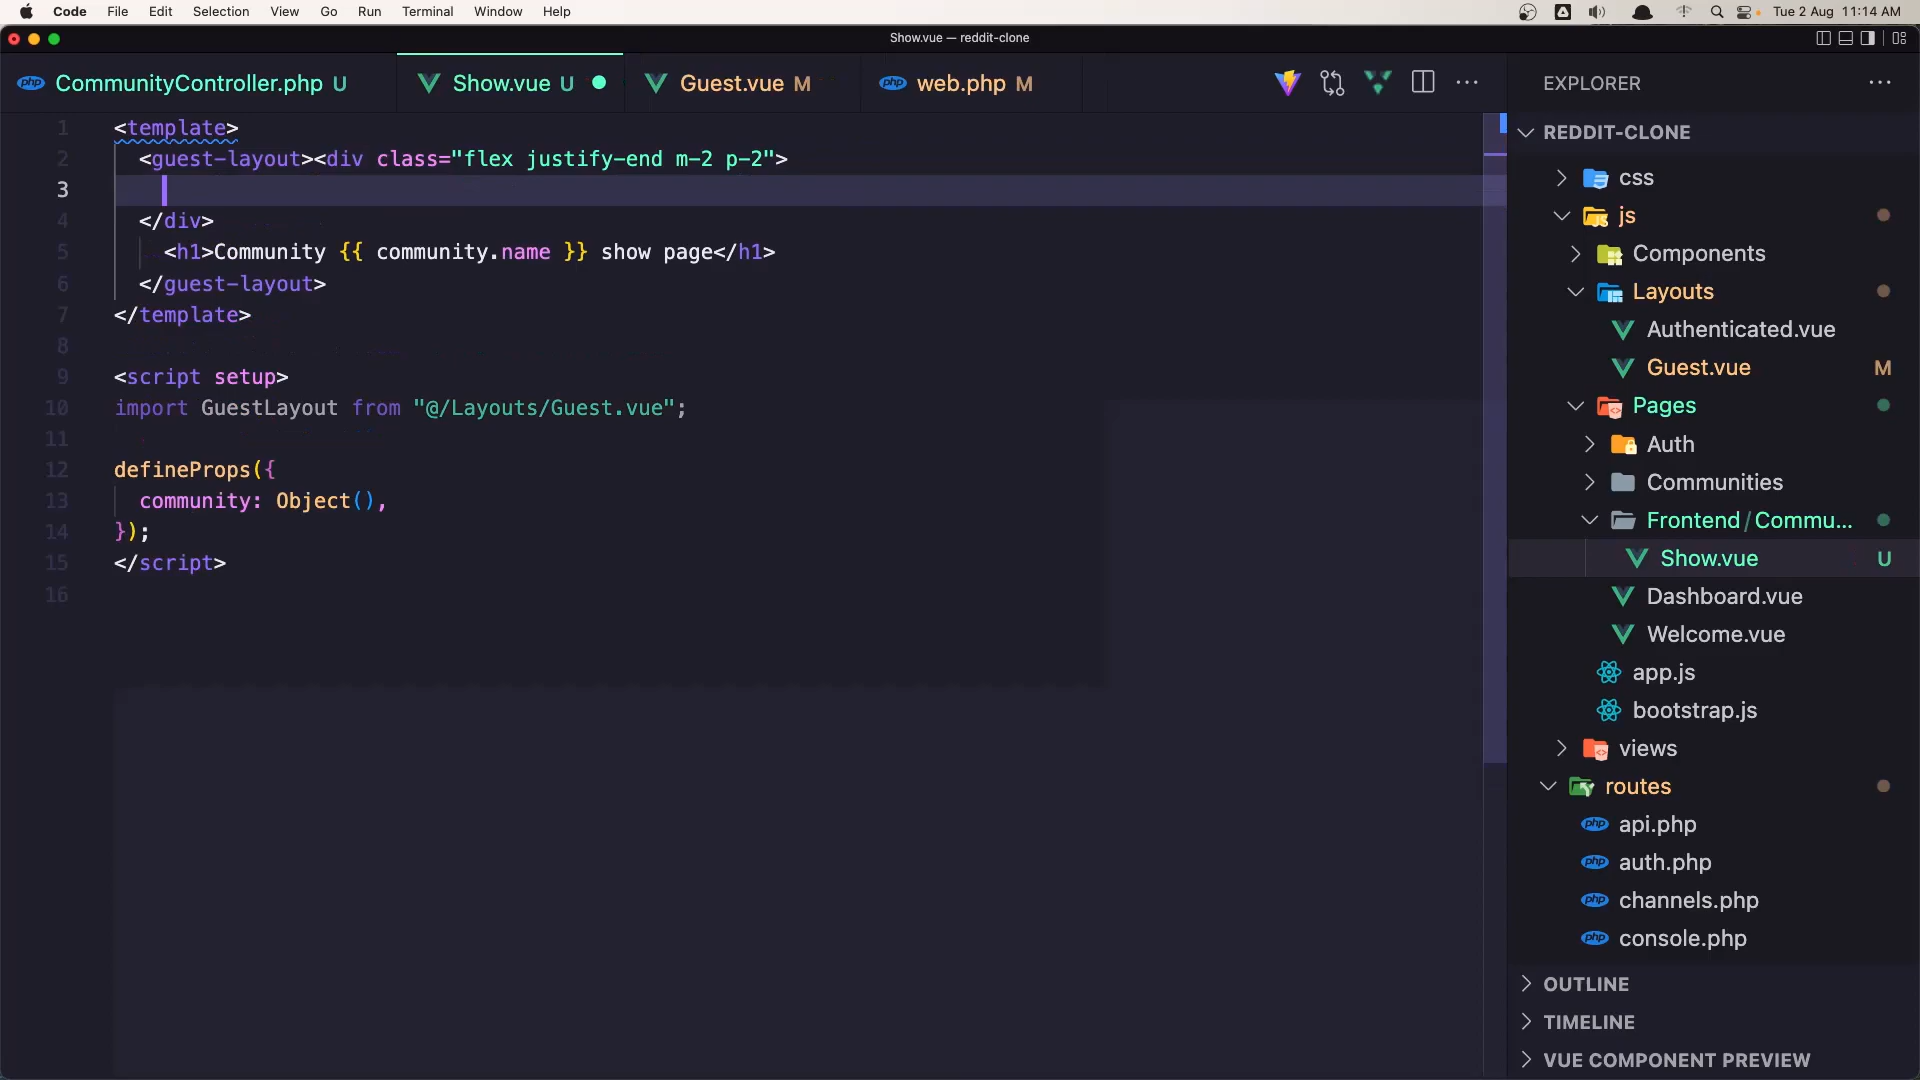 Code File Edit Selection View Go Run Terminal Window Help Tue 2 Aug 11:14 AM
Show.vue — reddit-clone
CommunityController.php U Show.vue U Guest.vue M web.php M
1 <template>
2 <guest-layout><div class="flex justify-end m-2 p-2">
3
4 </div>
5 <h1>Community {{ community.name }} show page</h1>
6 </guest-layout>
7 </template>
8
9 <script setup>
10 import GuestLayout from "@/Layouts/Guest.vue";
11
12 defineProps({
13 community: Object(),
14 });
15 </script>
16
EXPLORER
REDDIT-CLONE
css
js
Components
Layouts
Authenticated.vue
Guest.vue M
Pages
Auth
Communities
Frontend/Commu...
Show.vue U
Dashboard.vue
Welcome.vue
app.js
bootstrap.js
views
routes
php api.php
php auth.php
php channels.php
php console.php
OUTLINE
TIMELINE
VUE COMPONENT PREVIEW